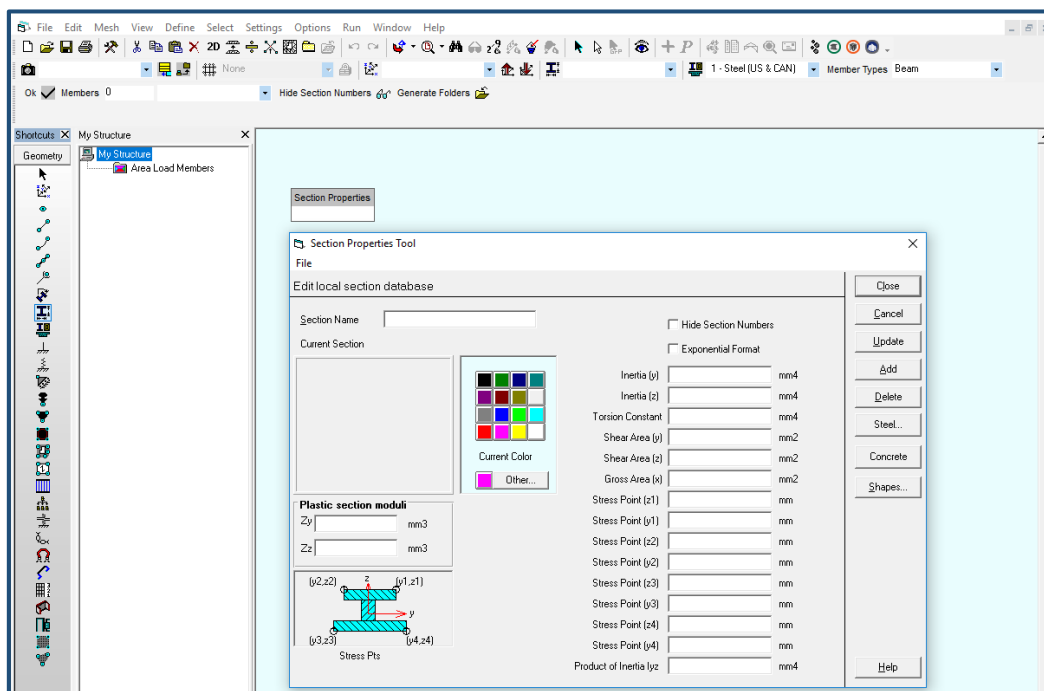 File Edit Mesh View Define Select Settings Options Run Window Help
2D
P
None
1 - Steel (US & CAN)
Member Types Beam
Ok Members 0
Hide Section Numbers
Generate Folders
Shortcuts
My Structure
Geometry
My Structure
Area Load Members
Section Properties
Section Properties Tool
File
Edit local section database
Section Name
Current Section
Current Color
Other...
Plastic section moduli
Zy mm3
Zz mm3
(y2,z2) z (y1,z1)
y
(y3,z3) (y4,z4)
Stress Pts
Hide Section Numbers
Exponential Format
Inertia (y) mm4
Inertia (z) mm4
Torsion Constant mm4
Shear Area (y) mm2
Shear Area (z) mm2
Gross Area (x) mm2
Stress Point (z1) mm
Stress Point (y1) mm
Stress Point (z2) mm
Stress Point (y2) mm
Stress Point (z3) mm
Stress Point (y3) mm
Stress Point (z4) mm
Stress Point (y4) mm
Product of Inertia Iyz mm4
Close
Cancel
Update
Add
Delete
Steel...
Concrete
Shapes...
Help